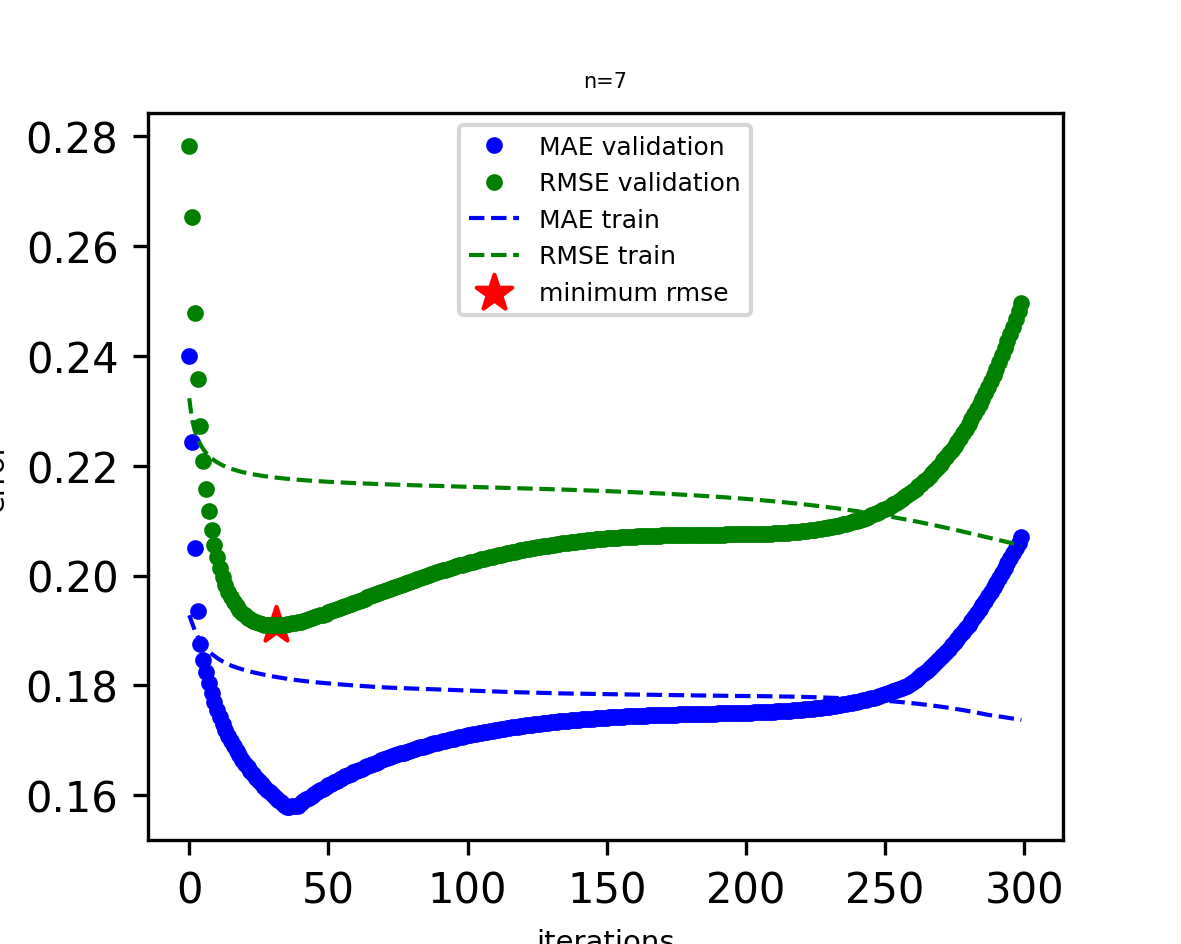 n=7
0.28
0.26
0.24
0.22
0.20
0.18
0.16
MAE validation
RMSE validation
MAE train
RMSE train
minimum rmse
0 50 100 150 200 250 300
iterations